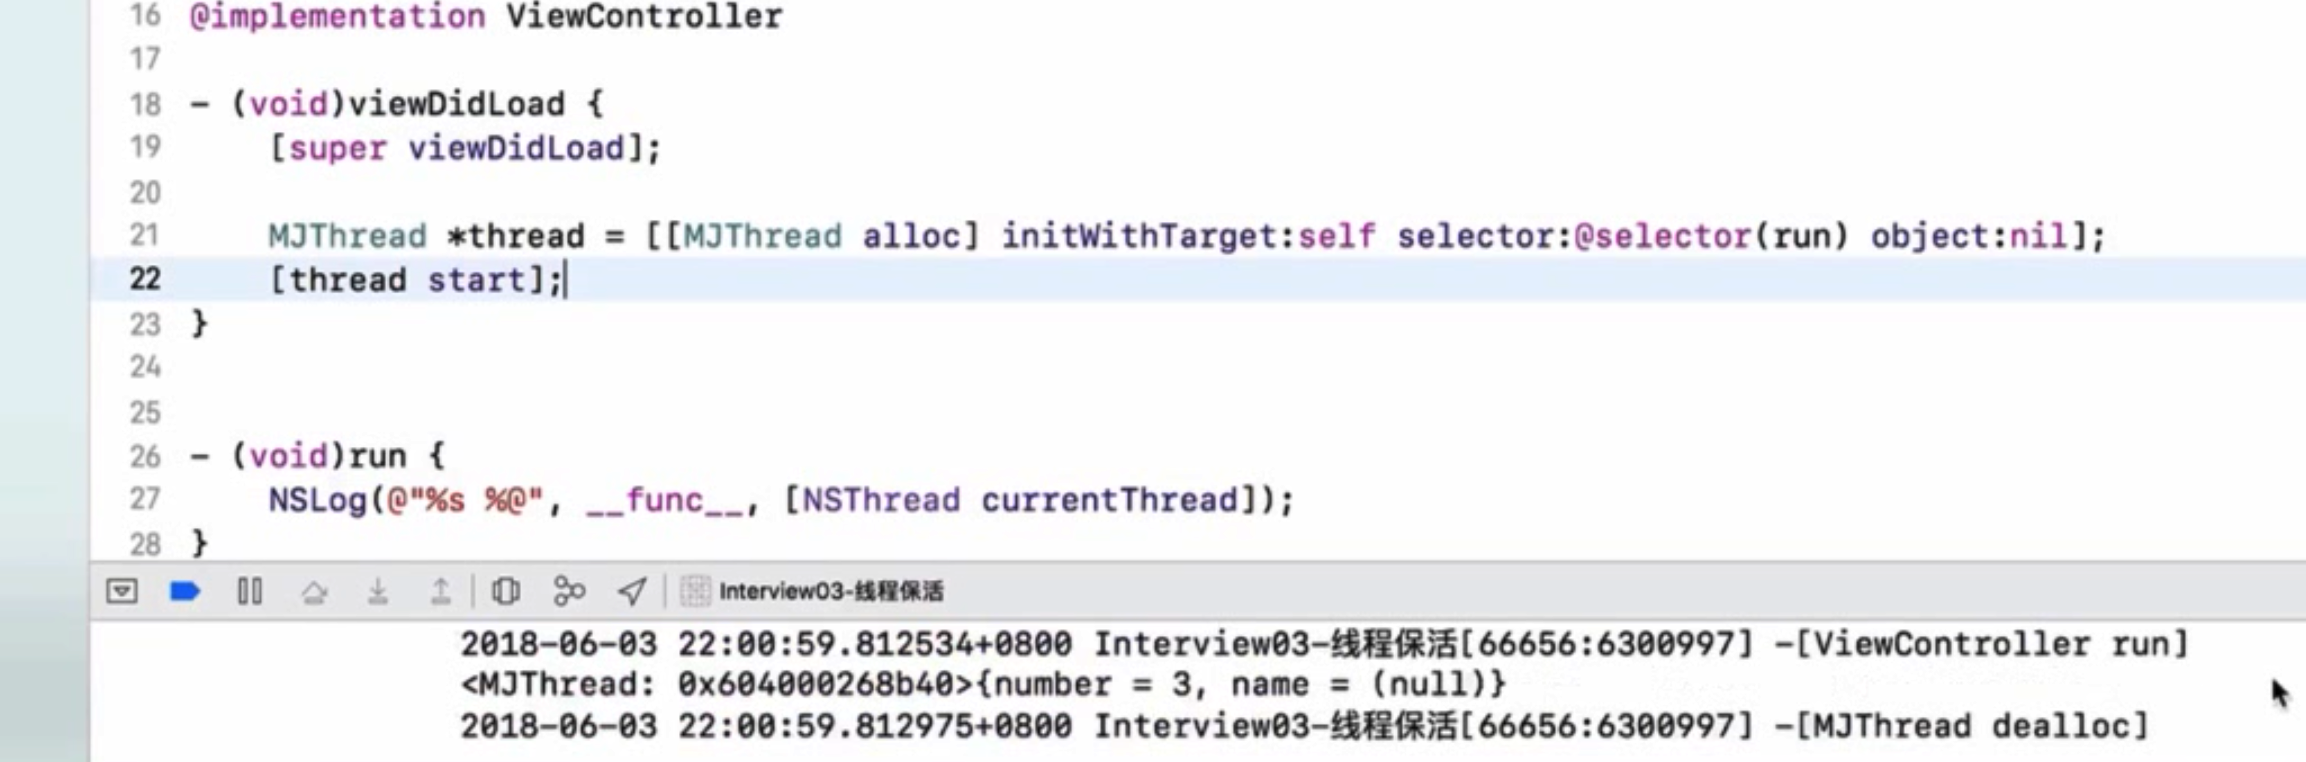 16 @implementation ViewController
17
18 - (void)viewDidLoad {
19 [super viewDidLoad];
20
21 MJThread *thread = [[MJThread alloc] initWithTarget:self selector:@selector(run) object:nil];
22 [thread start];
23 }
24
25
26 - (void)run {
27 NSLog(@"%s %@", __func__, [NSThread currentThread]);
28 }
Interview03-线程保活
2018-06-03 22:00:59.812534+0800 Interview03-线程保活[66656:6300997] -[ViewController run]
<MJThread: 0x604000268b40>{number = 3, name = (null)}
2018-06-03 22:00:59.812975+0800 Interview03-线程保活[66656:6300997] -[MJThread dealloc]